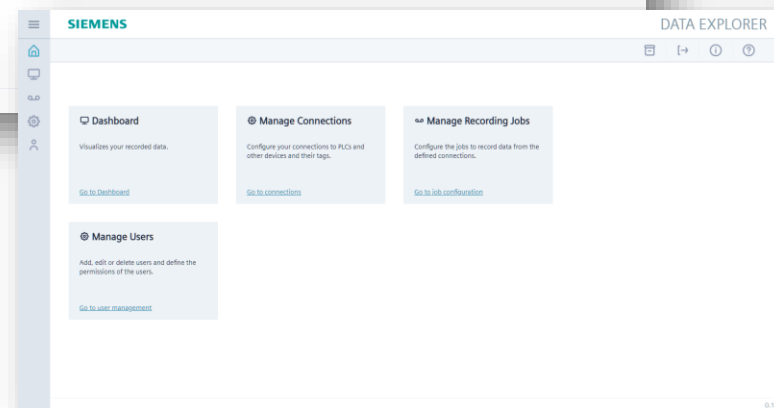 SIEMENS
DATA EXPLORER
Dashboard
Visualizes your recorded data.
Go to Dashboard
Manage Connections
Configure your connections to PLCs and
other devices and their tags.
Go to connections
Manage Recording Jobs
Configure the jobs to record data from the
defined connections.
Go to job configuration
Manage Users
Add, edit or delete users and define the
permissions of the users.
Go to user management